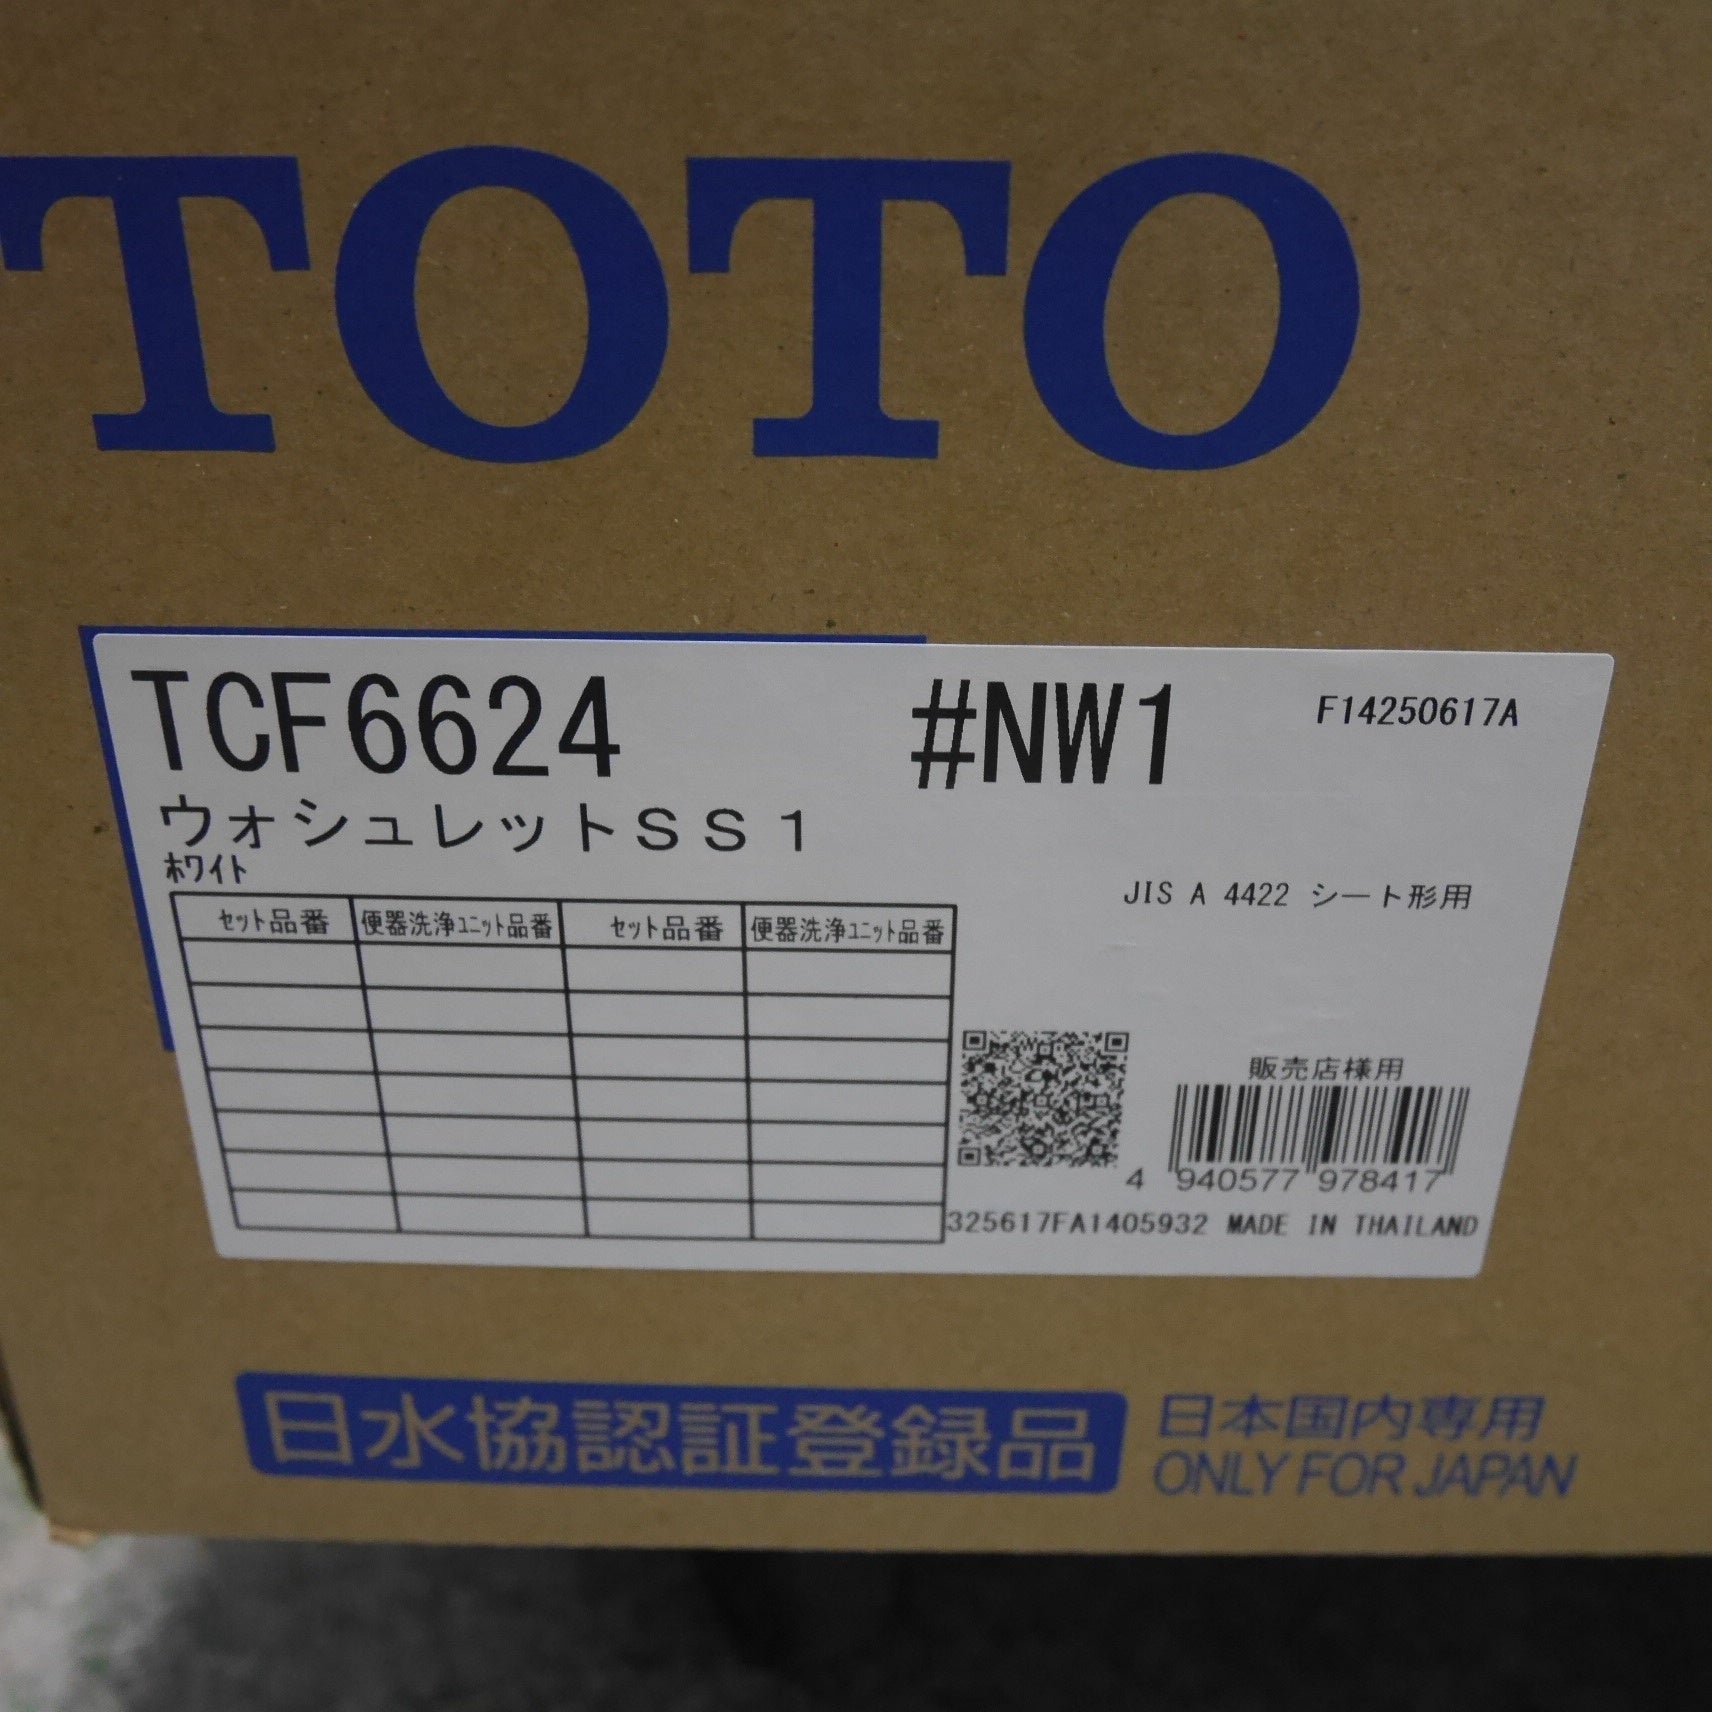 TOTO
TCF6624 #NW1 F14250617A
ウォシュレットSS1
ホワイト
JIS A 4422 シート形用
セット品番 便器洗浄ユニット品番 セット品番 便器洗浄ユニット品番
販売店様用
4 940577 978417
325617FA1405932 MADE IN THAILAND
日水協認証登録品
日本国内専用
ONLY FOR JAPAN